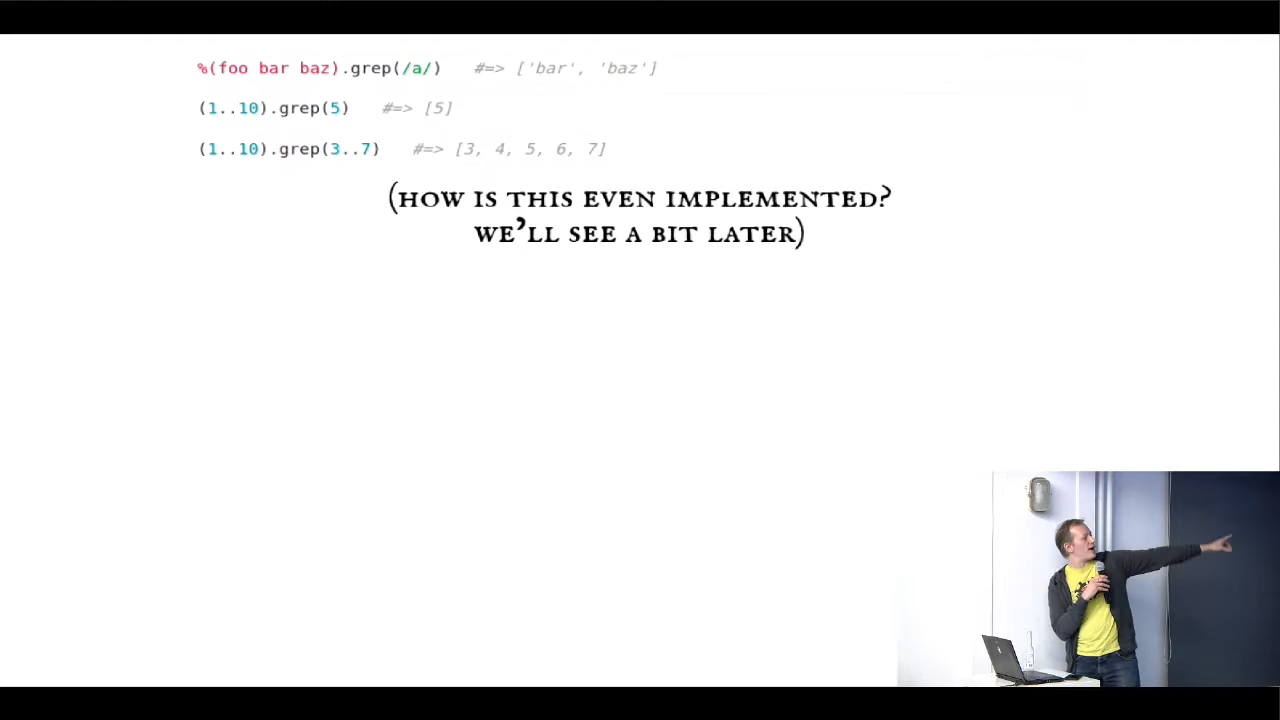 %(foo bar baz).grep(/a/) #=> ['bar', 'baz']
(1..10).grep(5) #=> [5]
(1..10).grep(3..7) #=> [3, 4, 5, 6, 7]
(HOW IS THIS EVEN IMPLEMENTED?
WE'LL SEE A BIT LATER)